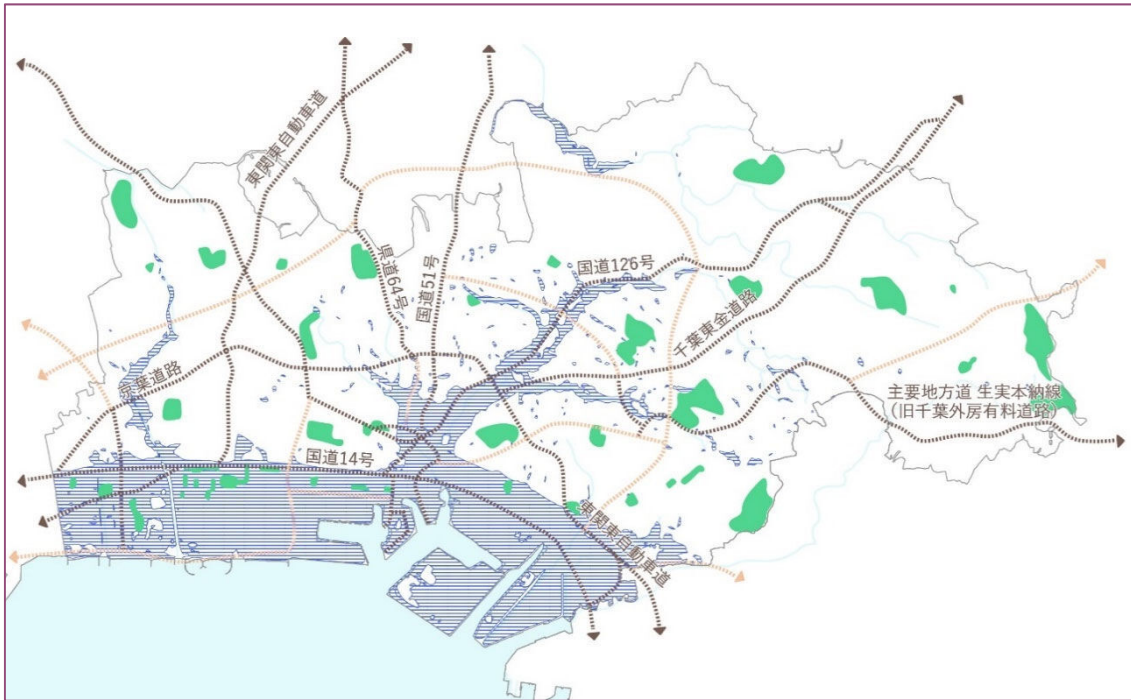 東関東自動車道
県道64号
国道51号
国道126号
千葉東金道路
京葉道路
主要地方道 生実本納線
(旧千葉外房有料道路)
国道14号
東関東自動車道